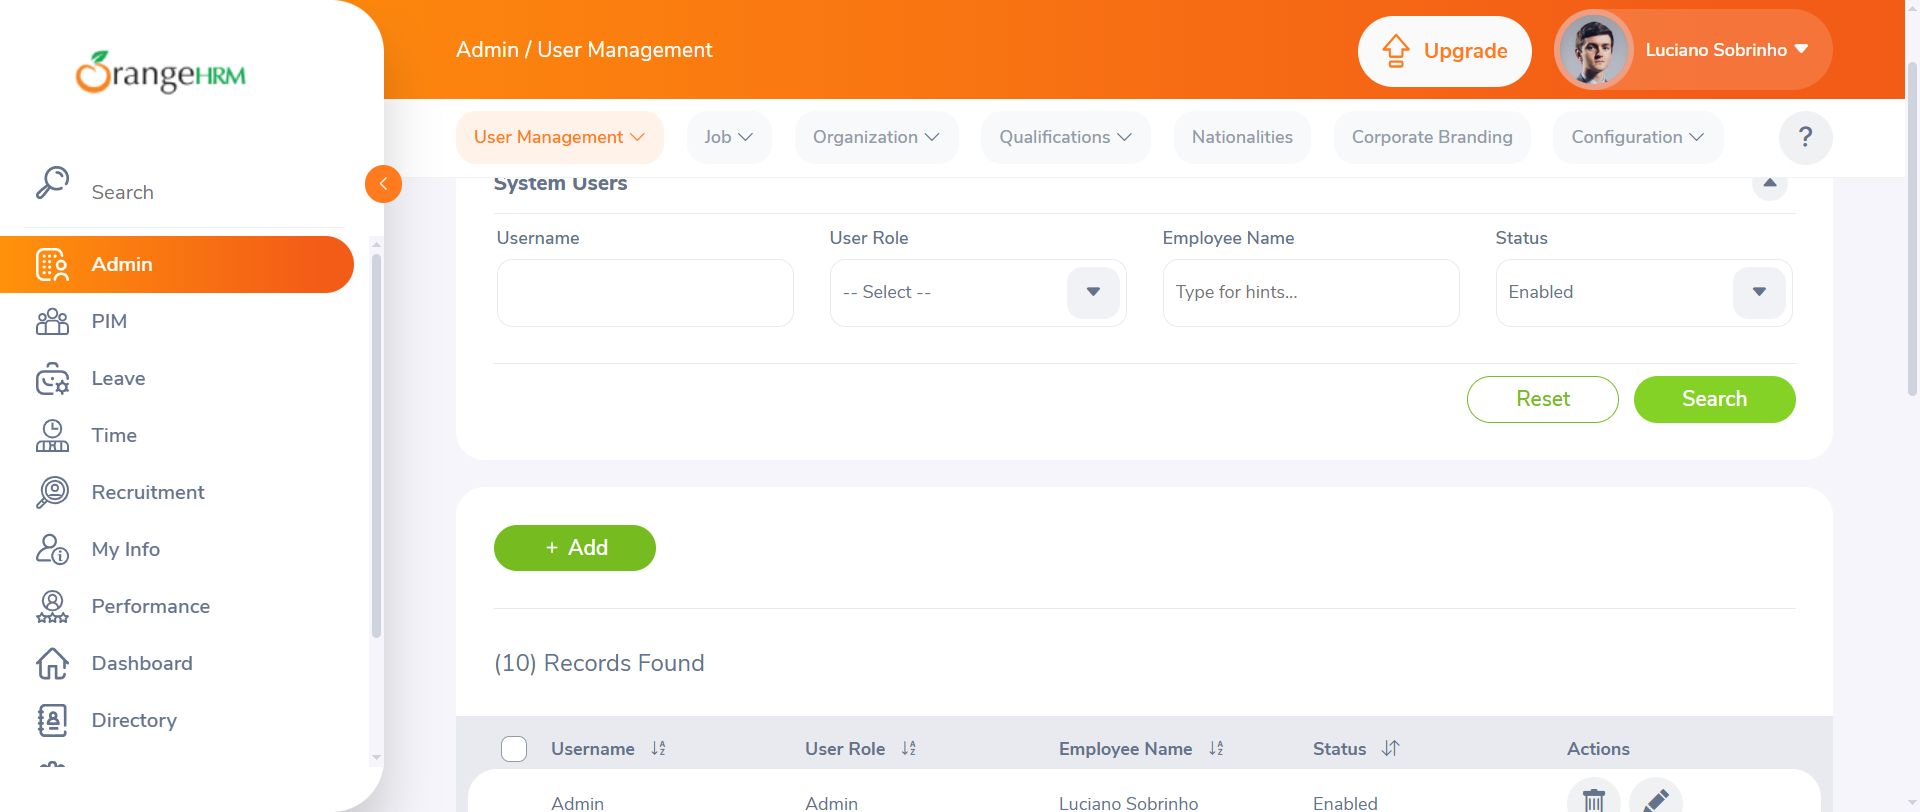 OrangeHRM
Admin / User Management
Upgrade
Luciano Sobrinho
User Management
Job
Organization
Qualifications
Nationalities
Corporate Branding
Configuration
?
Search
Admin
PIM
Leave
Time
Recruitment
My Info
Performance
Dashboard
Directory
System Users
Username
User Role
Employee Name
Status
-- Select --
Type for hints...
Enabled
Reset
Search
+ Add
(10) Records Found
Username
User Role
Employee Name
Status
Actions
Admin
Admin
Luciano Sobrinho
Enabled